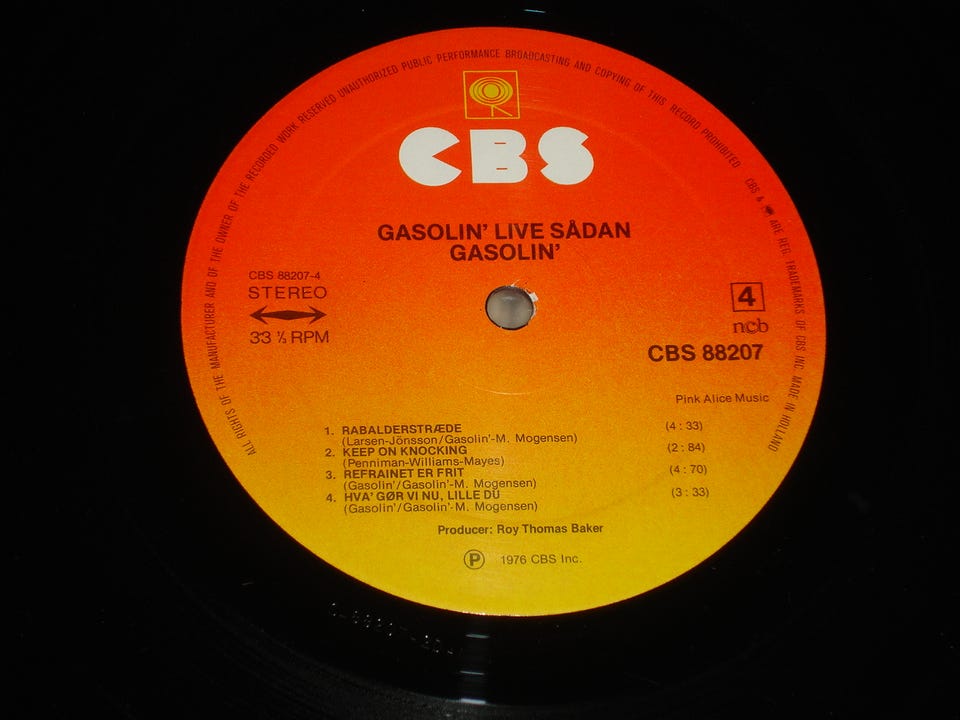 ALL RIGHTS OF THE MANUFACTURER AND OF THE OWNER OF THE RECORDED WORK RESERVED UNAUTHORIZED PUBLIC PERFORMANCE BROADCASTING AND COPYING OF THIS RECORD PROHIBITED CBS & ARE REG. TRADEMARKS OF CBS INC. MADE IN HOLLAND
CBS
GASOLIN' LIVE SÅDAN
GASOLIN'
CBS 88207-4
STEREO
33 ⅓ RPM
4
ncb
CBS 88207
Pink Alice Music
1. RABALDERSTRÆDE (4 : 33)
(Larsen-Jönsson/Gasolin'-M. Mogensen)
2. KEEP ON KNOCKING (2 : 84)
(Penniman-Williams-Mayes)
3. REFRAINET ER FRIT (4 : 70)
(Gasolin'/Gasolin'-M. Mogensen)
4. HVA' GØR VI NU, LILLE DU (3 : 33)
(Gasolin'/Gasolin'-M. Mogensen)
Producer: Roy Thomas Baker
Ⓟ 1976 CBS Inc.